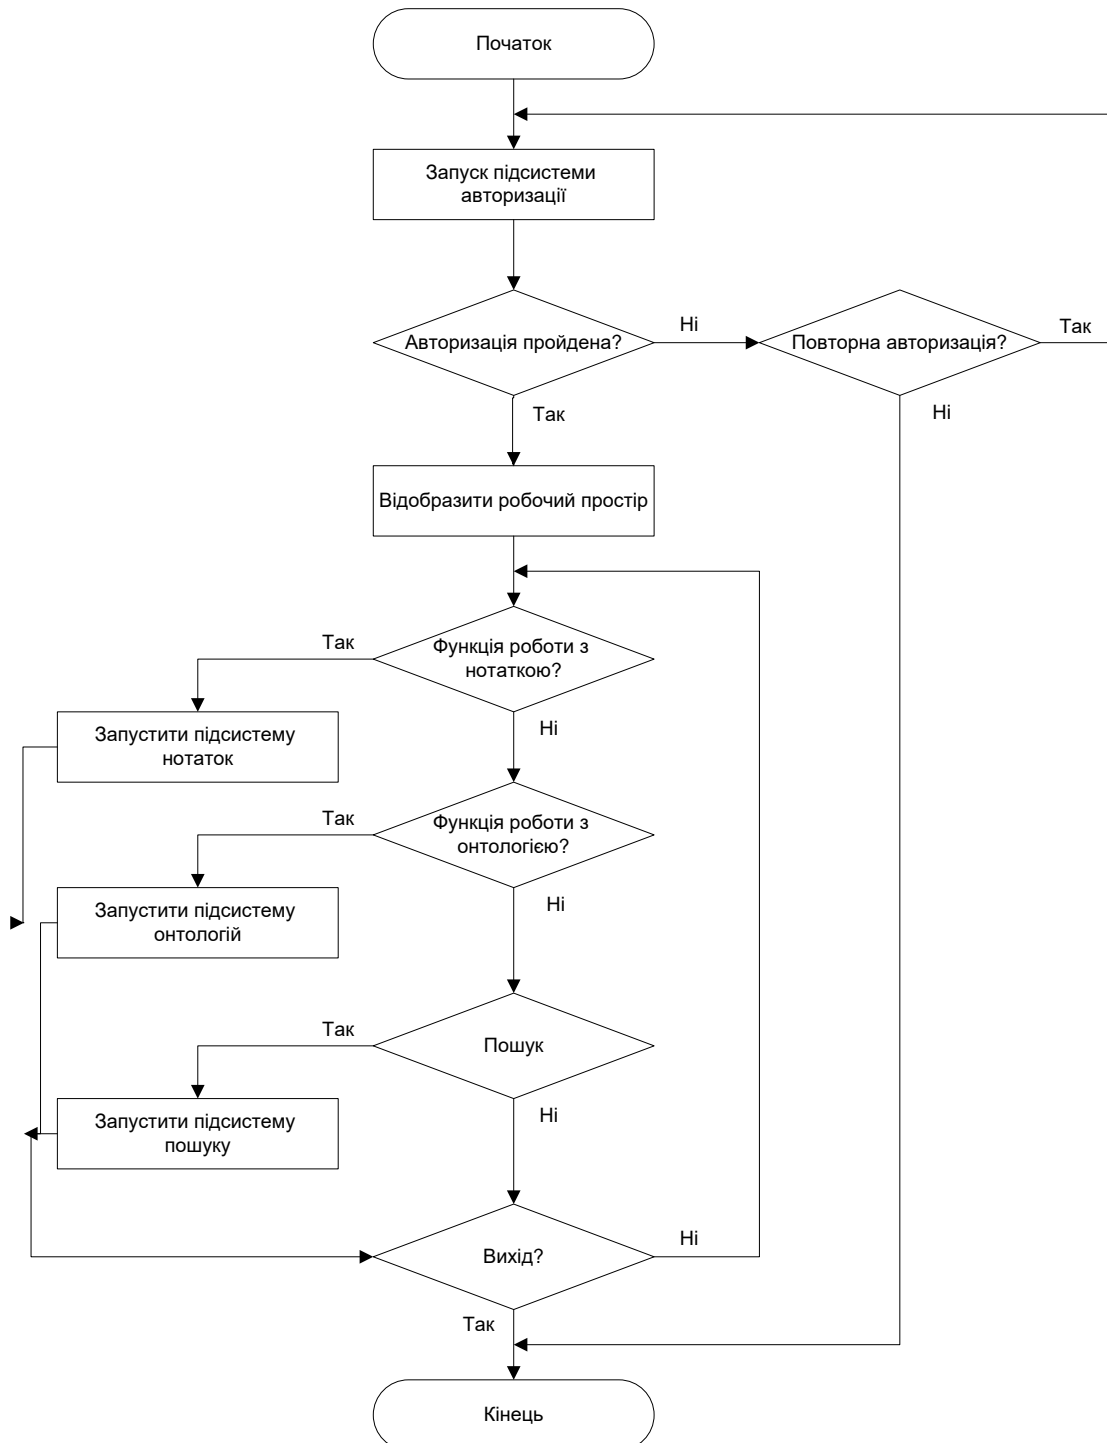 Початок
Запуск підсистеми
авторизації
Авторизація пройдена?
Ні
Повторна авторизація?
Так
Так
Ні
Відобразити робочий простір
Так
Функція роботи з
нотаткою?
Ні
Запустити підсистему
нотаток
Так
Функція роботи з
онтологією?
Ні
Запустити підсистему
онтологій
Так
Пошук
Ні
Запустити підсистему
пошуку
Вихід?
Ні
Так
Кінець